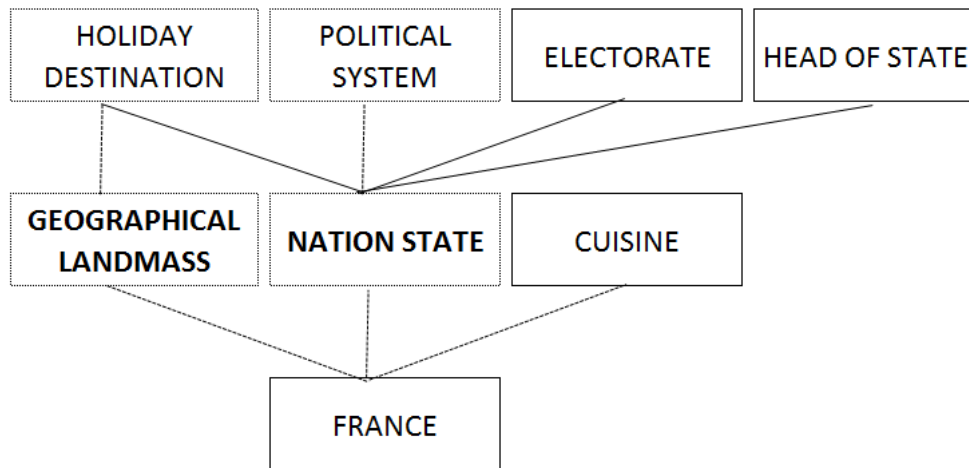 HOLIDAY
DESTINATION
POLITICAL
SYSTEM
ELECTORATE
HEAD OF STATE
GEOGRAPHICAL
LANDMASS
NATION STATE
CUISINE
FRANCE